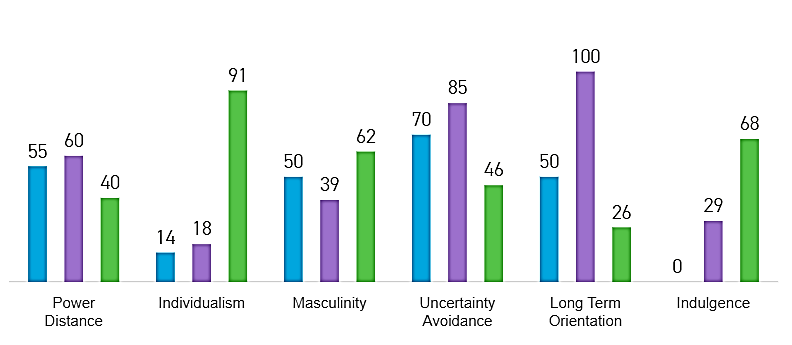 55
60
40
14
18
91
50
39
62
70
85
46
50
100
26
0
29
68
Power
Distance
Individualism
Masculinity
Uncertainty
Avoidance
Long Term
Orientation
Indulgence